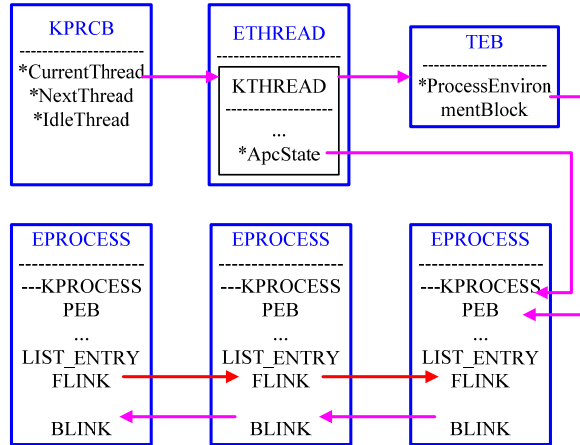 KPRCB
*CurrentThread
*NextThread
*IdleThread
ETHREAD
KTHREAD
...
*ApcState
TEB
*ProcessEnviron
mentBlock
EPROCESS
---KPROCESS
PEB
...
LIST_ENTRY
FLINK
BLINK
EPROCESS
---KPROCESS
PEB
...
LIST_ENTRY
FLINK
BLINK
EPROCESS
---KPROCESS
PEB
...
LIST_ENTRY
FLINK
BLINK